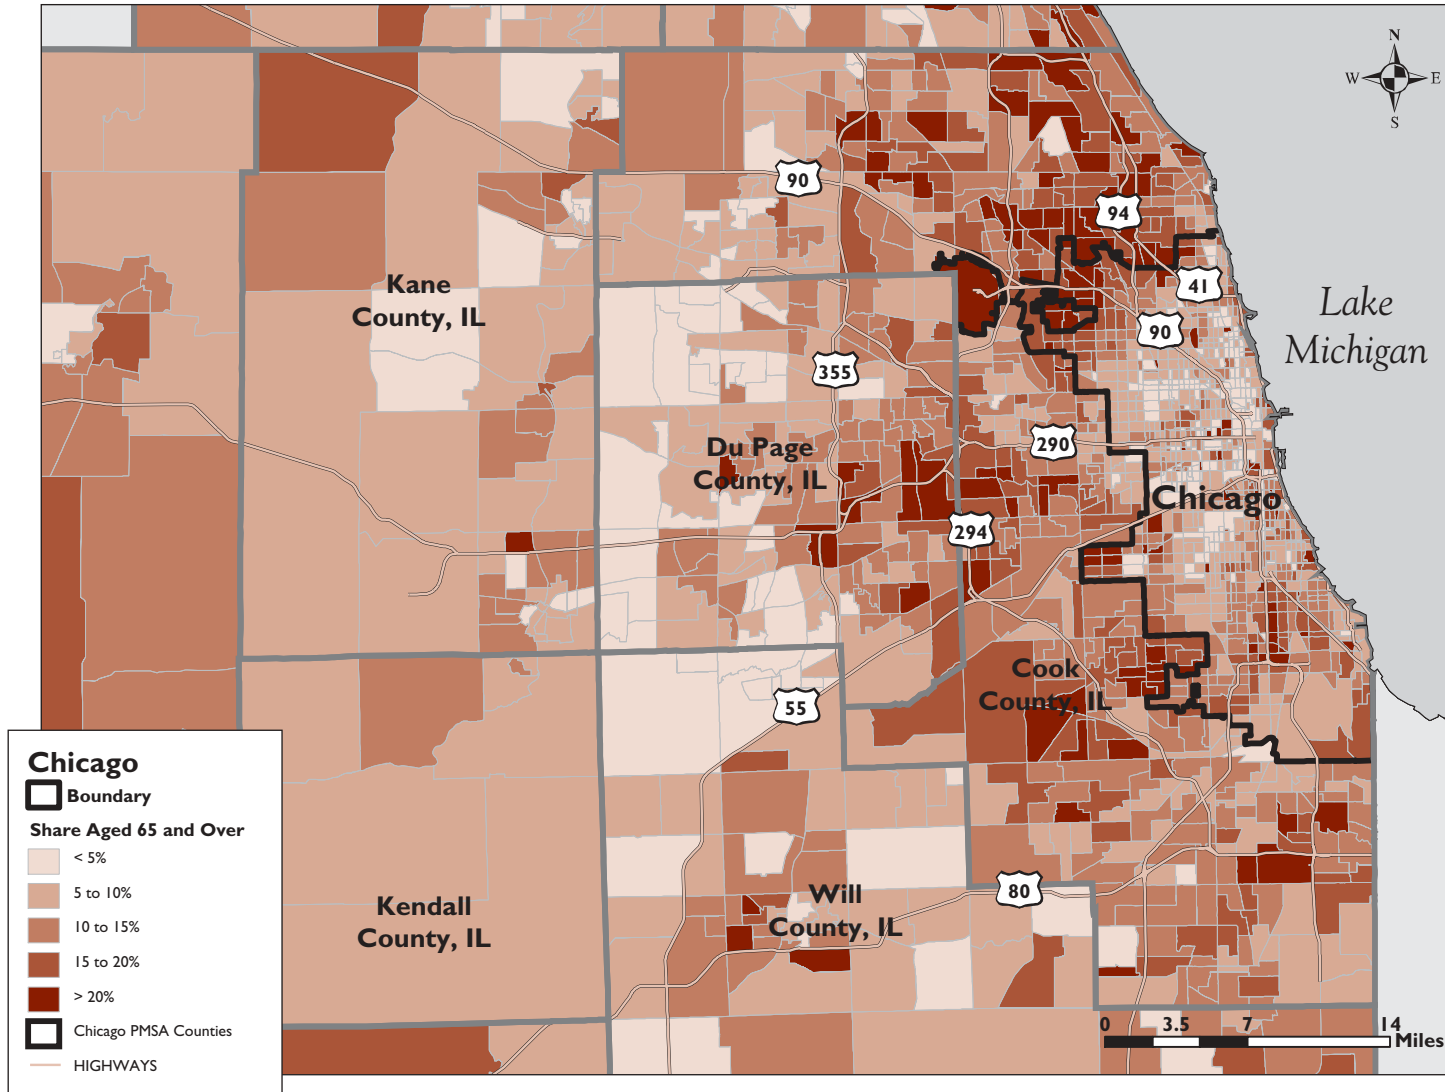 N
W E
S
90
94
Kane
County, IL
41
Lake
Michigan
90
355
Du Page
County, IL
290
Chicago
294
Cook
County, IL
55
Chicago
Boundary
Share Aged 65 and Over
< 5%
5 to 10%
10 to 15%
15 to 20%
> 20%
Chicago PMSA Counties
HIGHWAYS
Kendall
County, IL
Will
County, IL
80
0 3.5 7 14
Miles